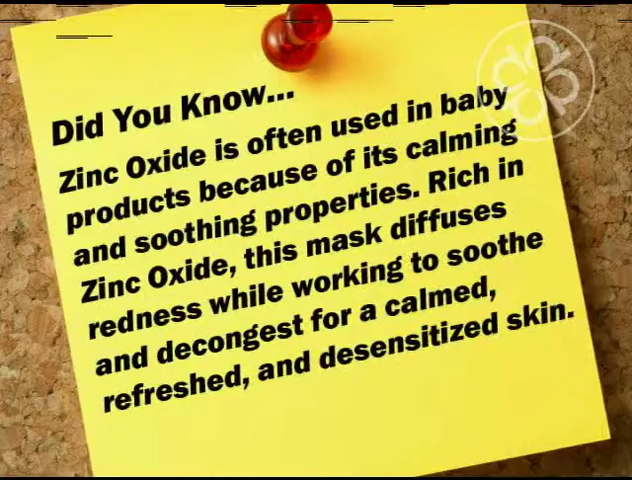 Did You Know...
Zinc Oxide is often used in baby
products because of its calming
and soothing properties. Rich in
Zinc Oxide, this mask diffuses
redness while working to soothe
and decongest for a calmed,
refreshed, and desensitized skin.